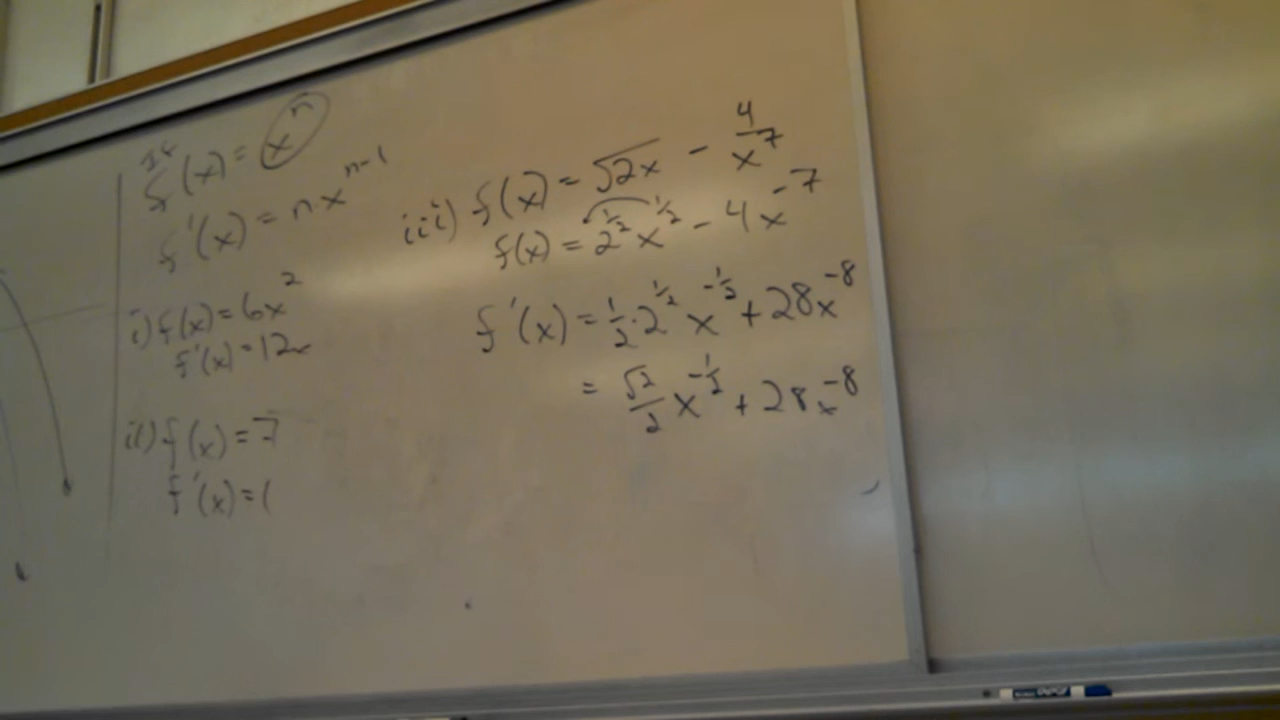 If
f(x) = x^n
f'(x) = nx^{n-1}
i) f(x) = 6x^2
f'(x) = 12x
ii) f(x) = 7
f'(x) = (
iii) f(x) = √2x - 4/x^7
f(x) = 2^{1/2} x^{1/2} - 4x^{-7}
f'(x) = 1/2 · 2^{1/2} x^{-1/2} + 28x^{-8}
= √2/2 x^{-1/2} + 28x^{-8}